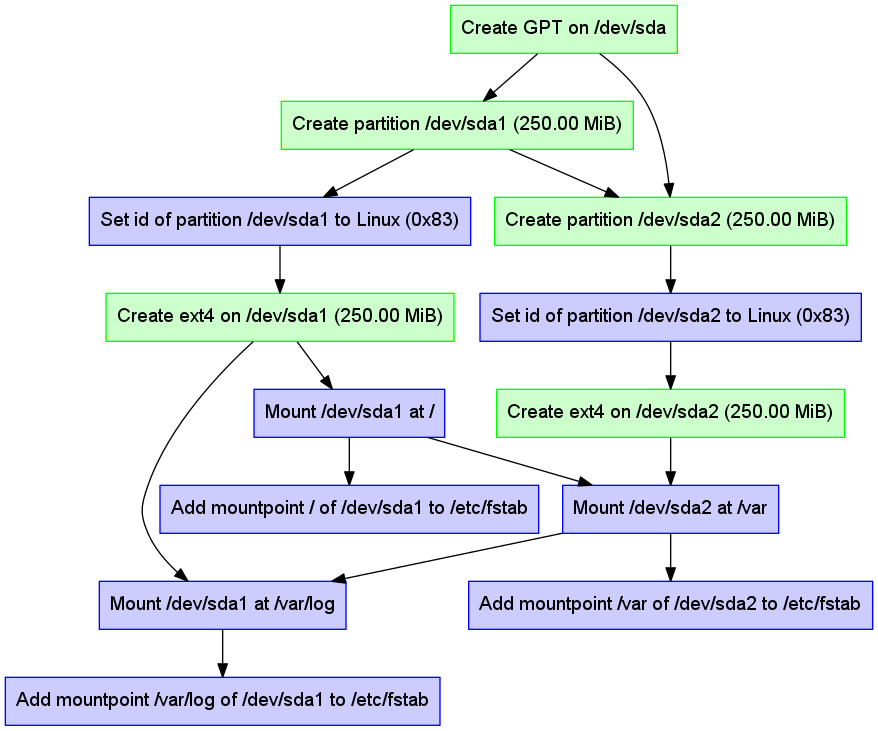 Create GPT on /dev/sda
Create partition /dev/sda1 (250.00 MiB)
Set id of partition /dev/sda1 to Linux (0x83)
Create partition /dev/sda2 (250.00 MiB)
Create ext4 on /dev/sda1 (250.00 MiB)
Set id of partition /dev/sda2 to Linux (0x83)
Mount /dev/sda1 at /
Create ext4 on /dev/sda2 (250.00 MiB)
Add mountpoint / of /dev/sda1 to /etc/fstab
Mount /dev/sda2 at /var
Mount /dev/sda1 at /var/log
Add mountpoint /var of /dev/sda2 to /etc/fstab
Add mountpoint /var/log of /dev/sda1 to /etc/fstab